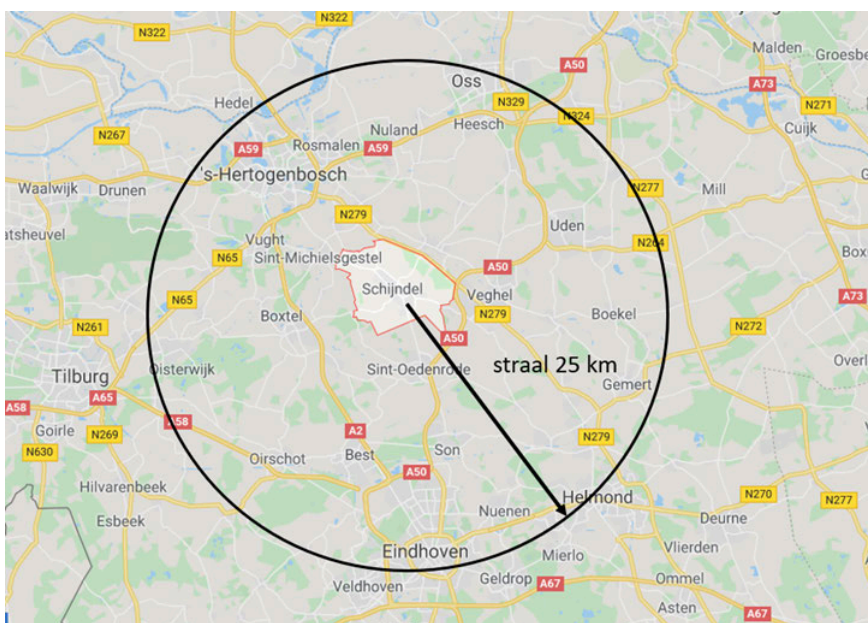 N322
N322
Malden
Groesbe
A50
Oss
A73
N329
N271
Hedel
N324
Nuland
Heesch
Cuijk
N267
A59
Rosmalen
A59
's-Hertogenbosch
N277
Mill
Waalwijk
Drunen
N279
Uden
atsheuvel
Vught
N264
Sint-Michielsgestel
N65
Box
A50
Schijndel
Veghel
A73
N65
Boxtel
N279
Boekel
N261
N272
A50
Overl
straal 25 km
Tilburg
Oisterwijk
Sint-Oedenrode
Gemert
A65
A58
A58
Goirle
N269
A2
N279
N630
Best
Son
Oirschot
A50
Hilvarenbeek
Helmond
N270
N277
Esbeek
Nuenen
Deurne
Eindhoven
Mierlo
Vlierden
Veldhoven
Geldrop
A67
Ommel
Asten
A67